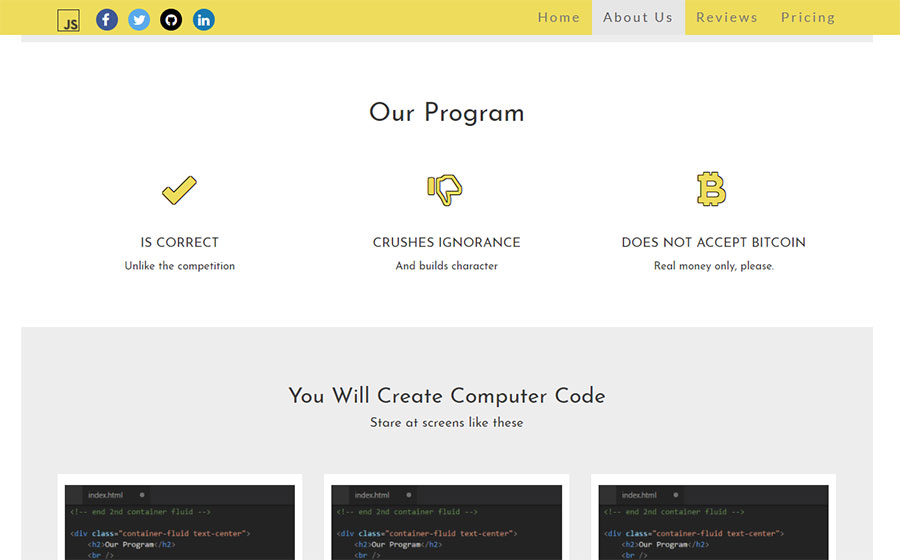 JS
Home About Us Reviews Pricing
Our Program
IS CORRECT
Unlike the competition
CRUSHES IGNORANCE
And builds character
DOES NOT ACCEPT BITCOIN
Real money only, please.
You Will Create Computer Code
Stare at screens like these
index.html
<!-- end 2nd container fluid -->
<div class="container-fluid text-center">
<h2>Our Program</h2>
<br />
index.html
<!-- end 2nd container fluid -->
<div class="container-fluid text-center">
<h2>Our Program</h2>
<br />
index.html
<!-- end 2nd container fluid -->
<div class="container-fluid text-center">
<h2>Our Program</h2>
<br />